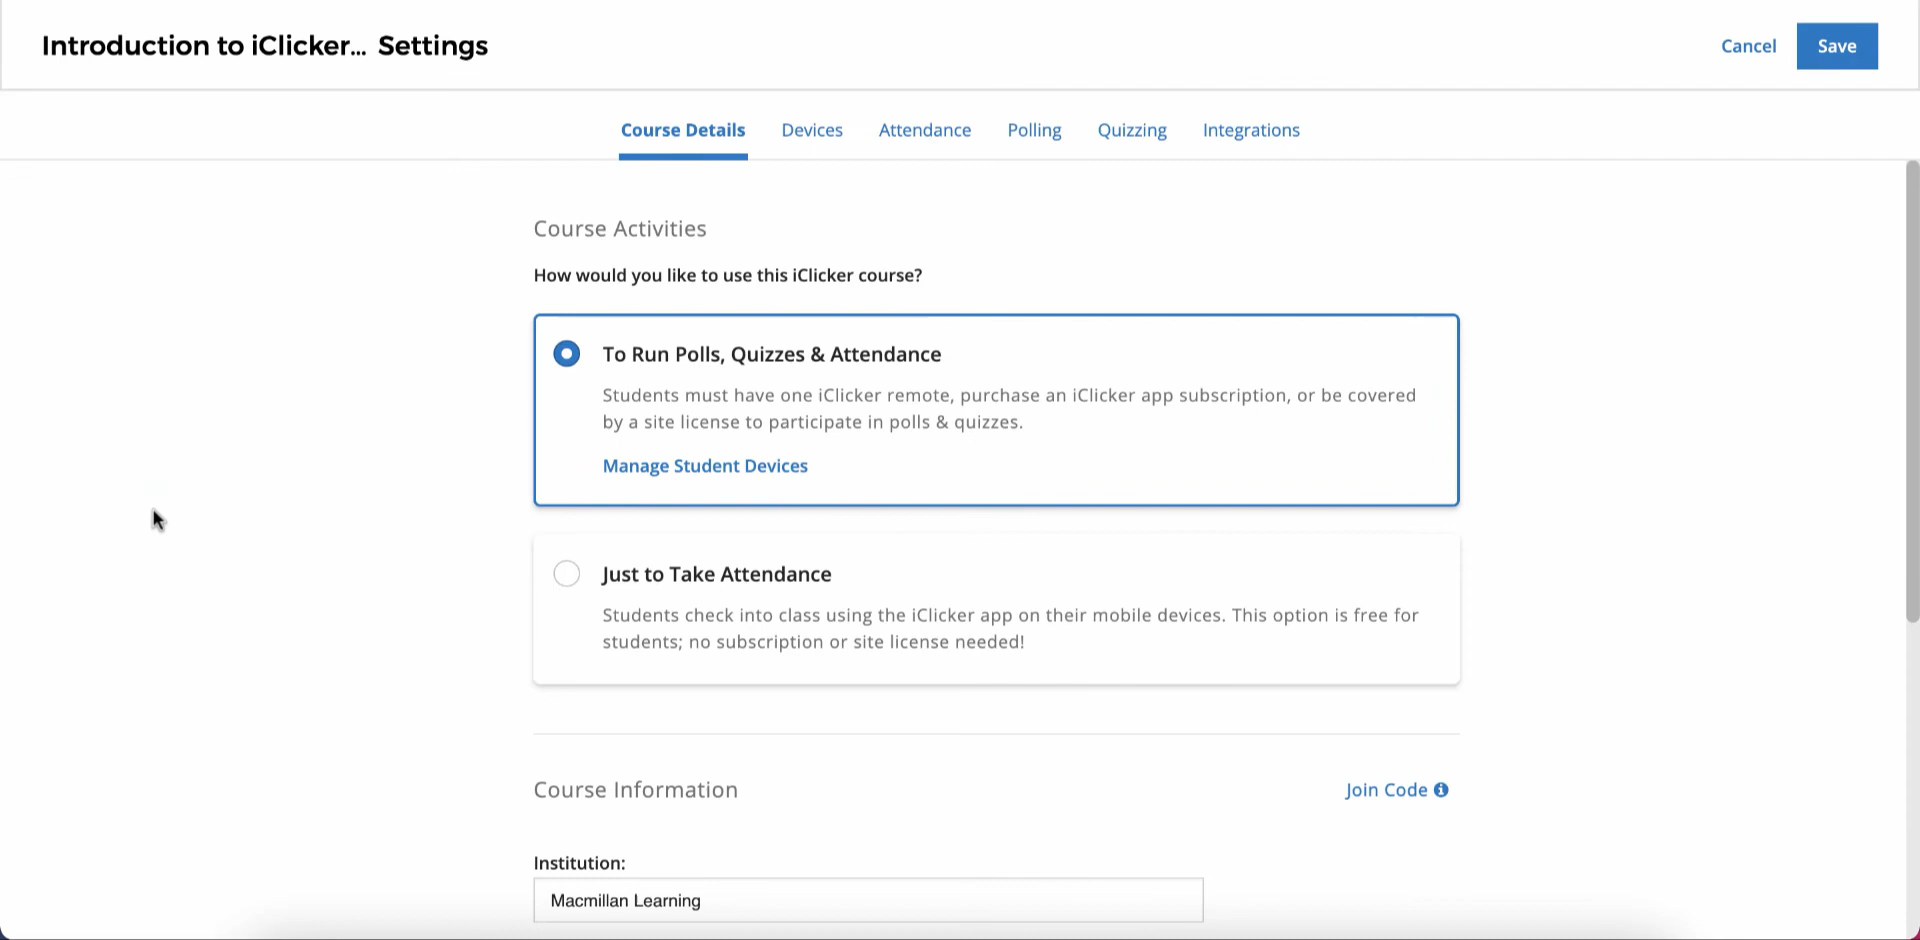 Introduction to iClicker... Settings
Cancel
Save
Course Details
Devices
Attendance
Polling
Quizzing
Integrations
Course Activities
How would you like to use this iClicker course?
To Run Polls, Quizzes & Attendance
Students must have one iClicker remote, purchase an iClicker app subscription, or be covered
by a site license to participate in polls & quizzes.
Manage Student Devices
Just to Take Attendance
Students check into class using the iClicker app on their mobile devices. This option is free for
students; no subscription or site license needed!
Course Information
Join Code
Institution:
Macmillan Learning